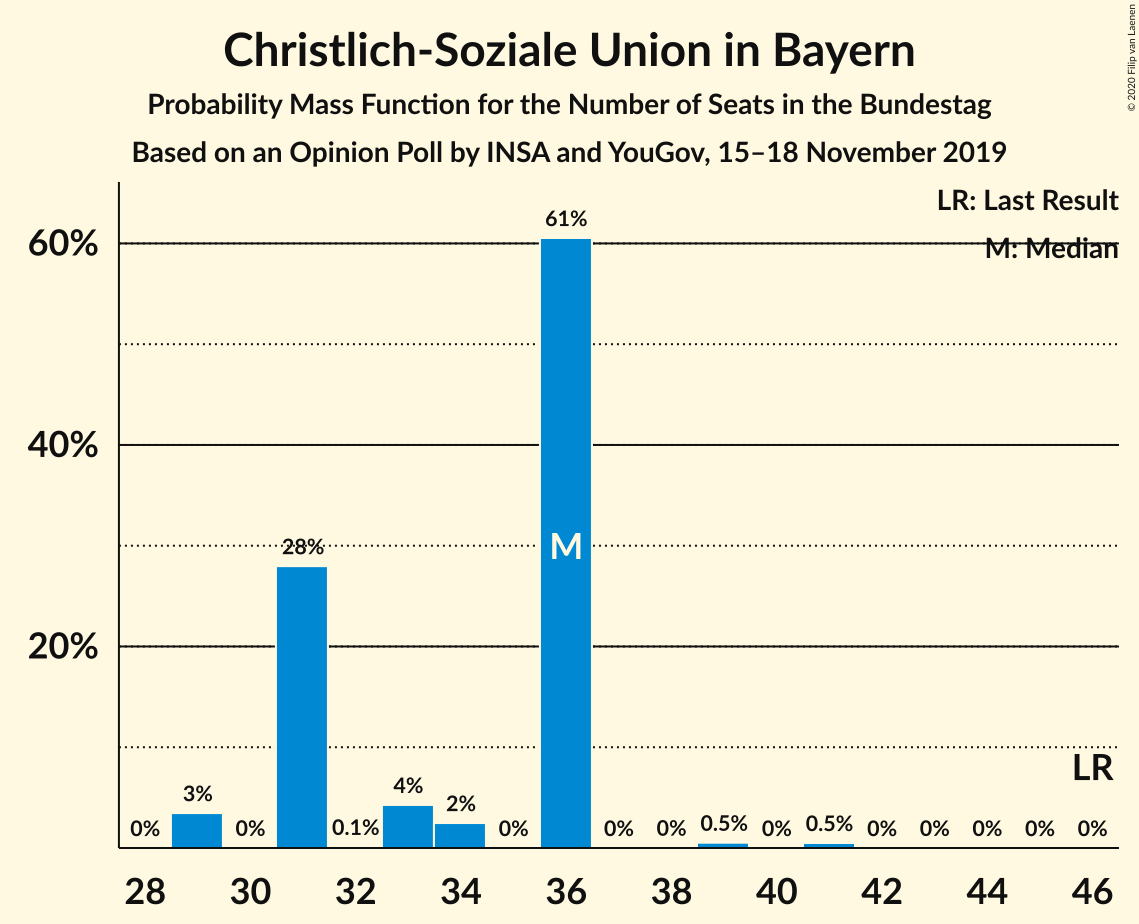 Christlich-Soziale Union in Bayern
Probability Mass Function for the Number of Seats in the Bundestag
Based on an Opinion Poll by INSA and YouGov, 15–18 November 2019
© 2020 Filip van Laenen
LR: Last Result
M: Median
60%
40%
20%
0% 3% 0% 28% 0.1% 4% 2% 0% 61% 0% 0% 0.5% 0% 0.5% 0% 0% 0% 0% 0%
M
LR
28 30 32 34 36 38 40 42 44 46